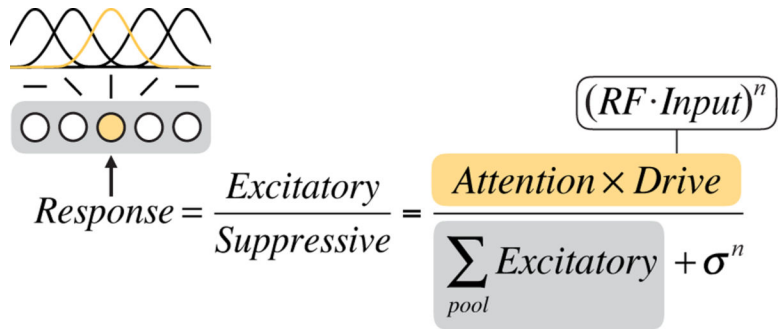 (RF·Input)^n
Response = Excitatory / Suppressive = Attention × Drive / ∑ pool Excitatory + σ^n